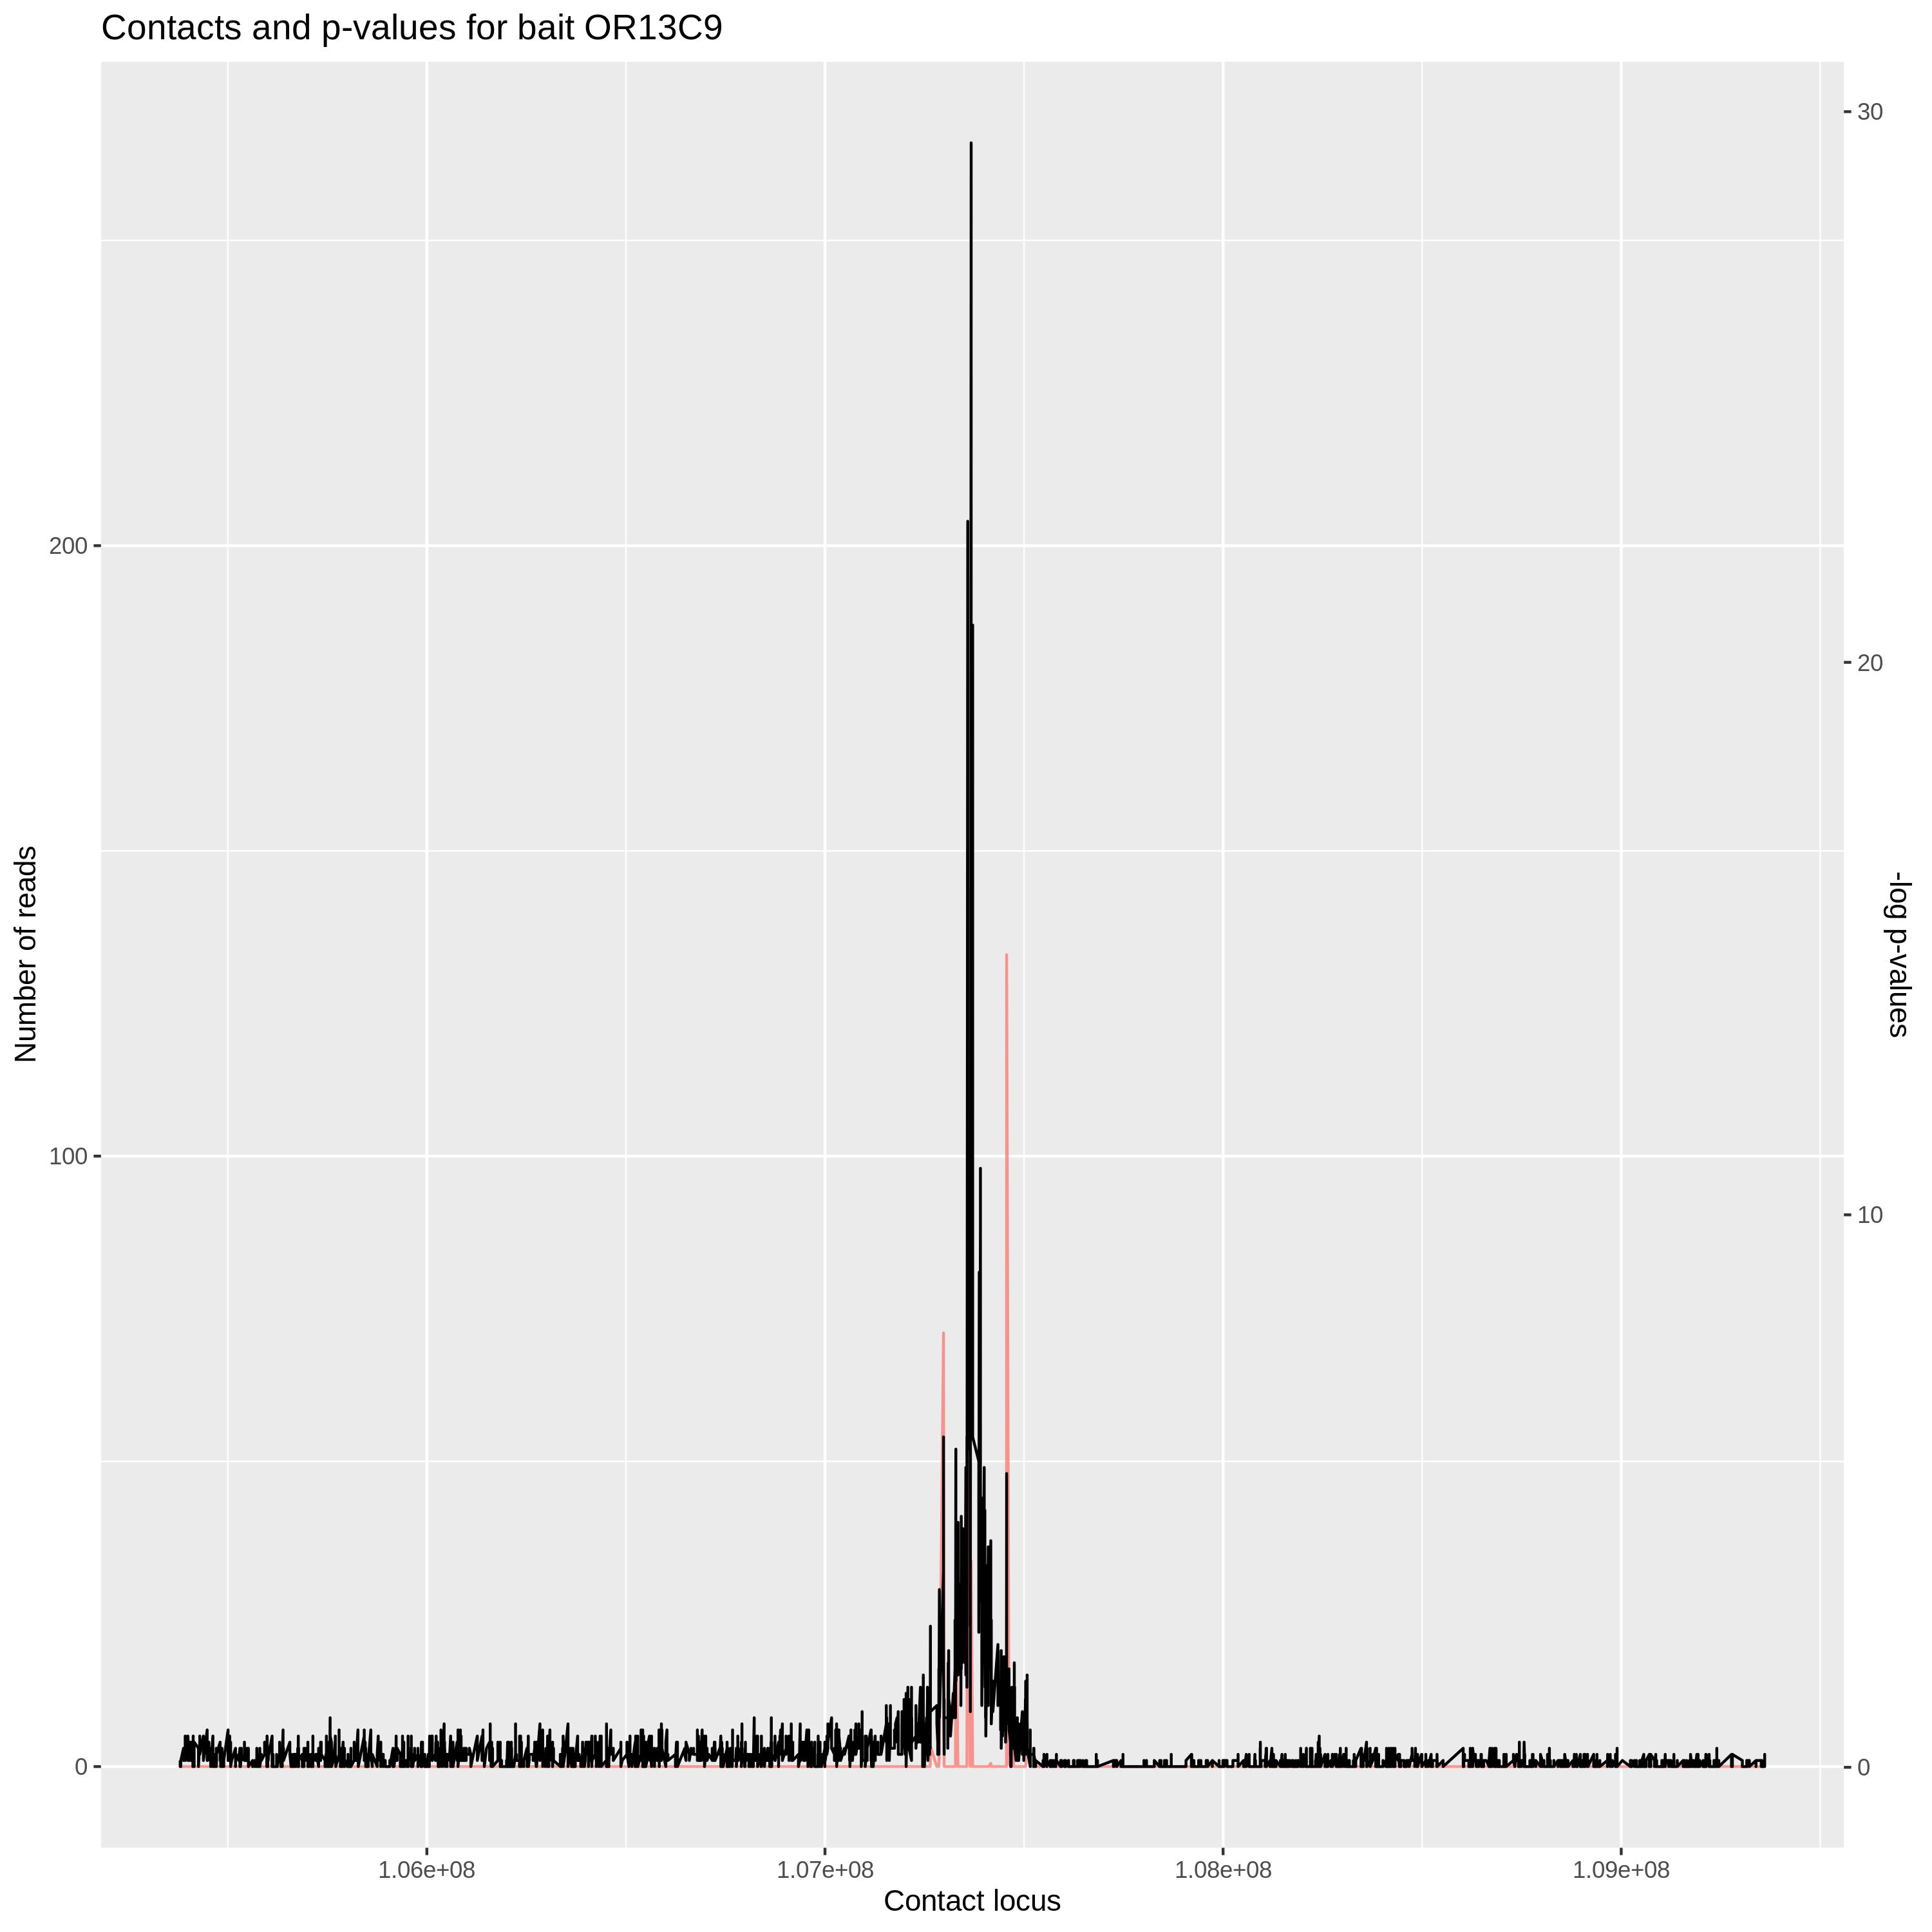 Contacts and p-values for bait OR13C9
Number of reads
200
100
0
30
20
10
0
-log p-values
1.06e+08
1.07e+08
1.08e+08
1.09e+08
Contact locus